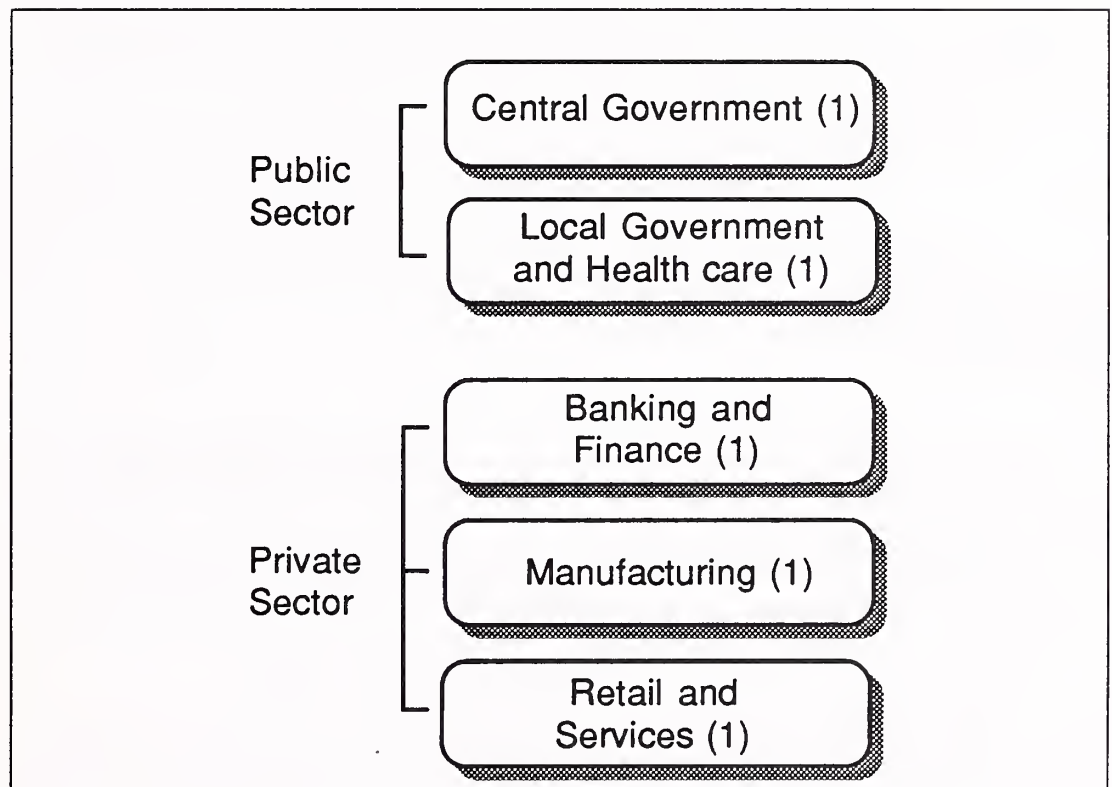 Public
Sector
Central Government (1)
Local Government
and Health care (1)
Private
Sector
Banking and
Finance (1)
Manufacturing (1)
Retail and
Services (1)